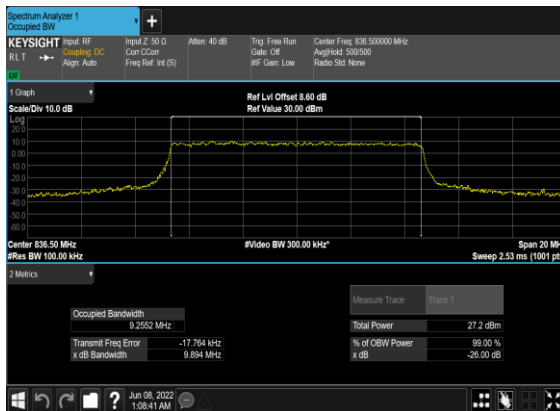 Spectrum Analyzer 1
Occupied BW
KEYSIGHT
Input: RF
Input Z: 50 Ω
Atten: 40 dB
Trig: Free Run
Center Freq: 836.500000 MHz
R L T
Coupling: DC
Corr CCorr
Gate: Off
Avg|Hold: 500/500
Align: Auto
Freq Ref: Int (S)
#IF Gain: Low
Radio Std: None
1 Graph
Ref Lvl Offset 8.60 dB
Scale/Div 10.0 dB
Ref Value 30.00 dBm
Log
20.0
10.0
0.00
-10.0
-20.0
-30.0
-40.0
-50.0
-60.0
Center 836.50 MHz
#Video BW 300.00 kHz*
Span 20 MH
#Res BW 100.00 kHz
Sweep 2.53 ms (1001 pts
2 Metrics
Measure Trace
Trace 1
Occupied Bandwidth
9.2552 MHz
Total Power
27.2 dBm
Transmit Freq Error
-17.764 kHz
% of OBW Power
99.00 %
x dB Bandwidth
9.894 MHz
x dB
-26.00 dB
Jun 08, 2022
1:08:41 AM